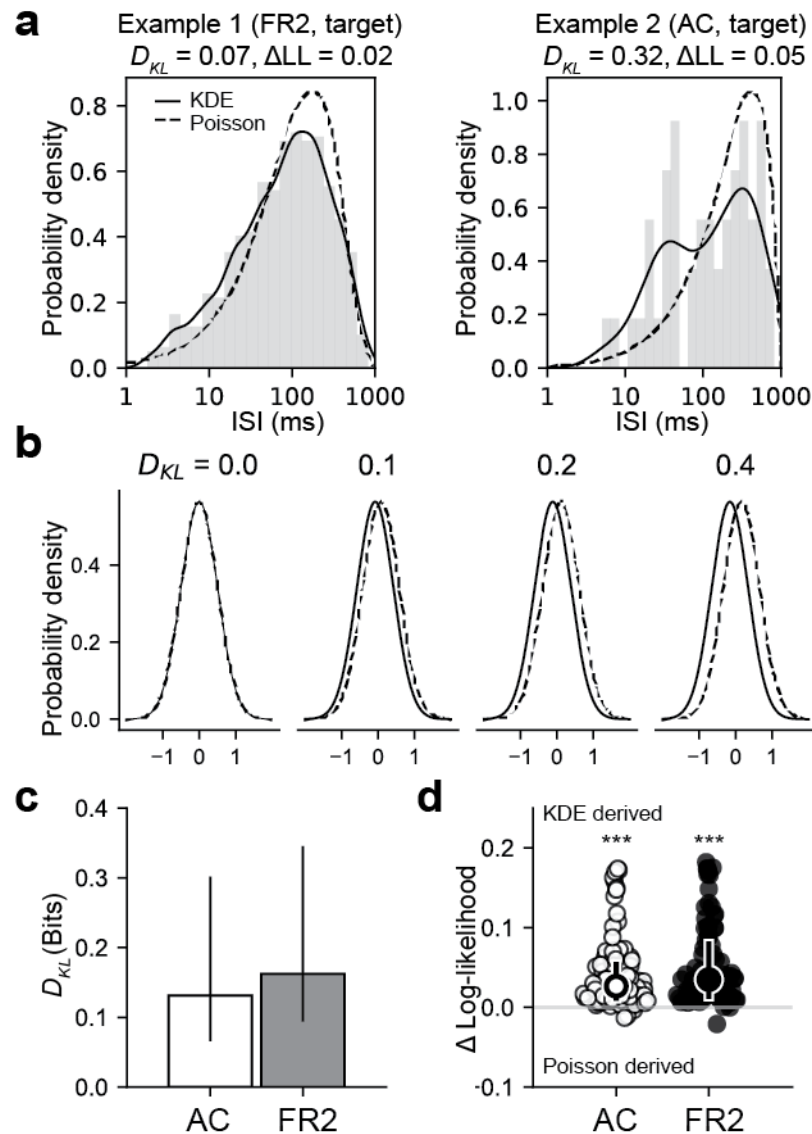 a
Example 1 (FR2, target)
D_KL = 0.07, ΔLL = 0.02
KDE
Poisson
Probability density
0.8
0.6
0.4
0.2
0.0
1
10
100
1000
ISI (ms)
Example 2 (AC, target)
D_KL = 0.32, ΔLL = 0.05
Probability density
1.0
0.8
0.6
0.4
0.2
0.0
1
10
100
1000
ISI (ms)
b
D_KL = 0.0
0.1
0.2
0.4
Probability density
0.4
0.2
0.0
−1 0 1
−1 0 1
−1 0 1
−1 0 1
c
D_KL (Bits)
0.4
0.3
0.2
0.1
0.0
AC
FR2
d
KDE derived
***
***
Δ Log-likelihood
0.2
0.1
0.0
-0.1
Poisson derived
AC
FR2